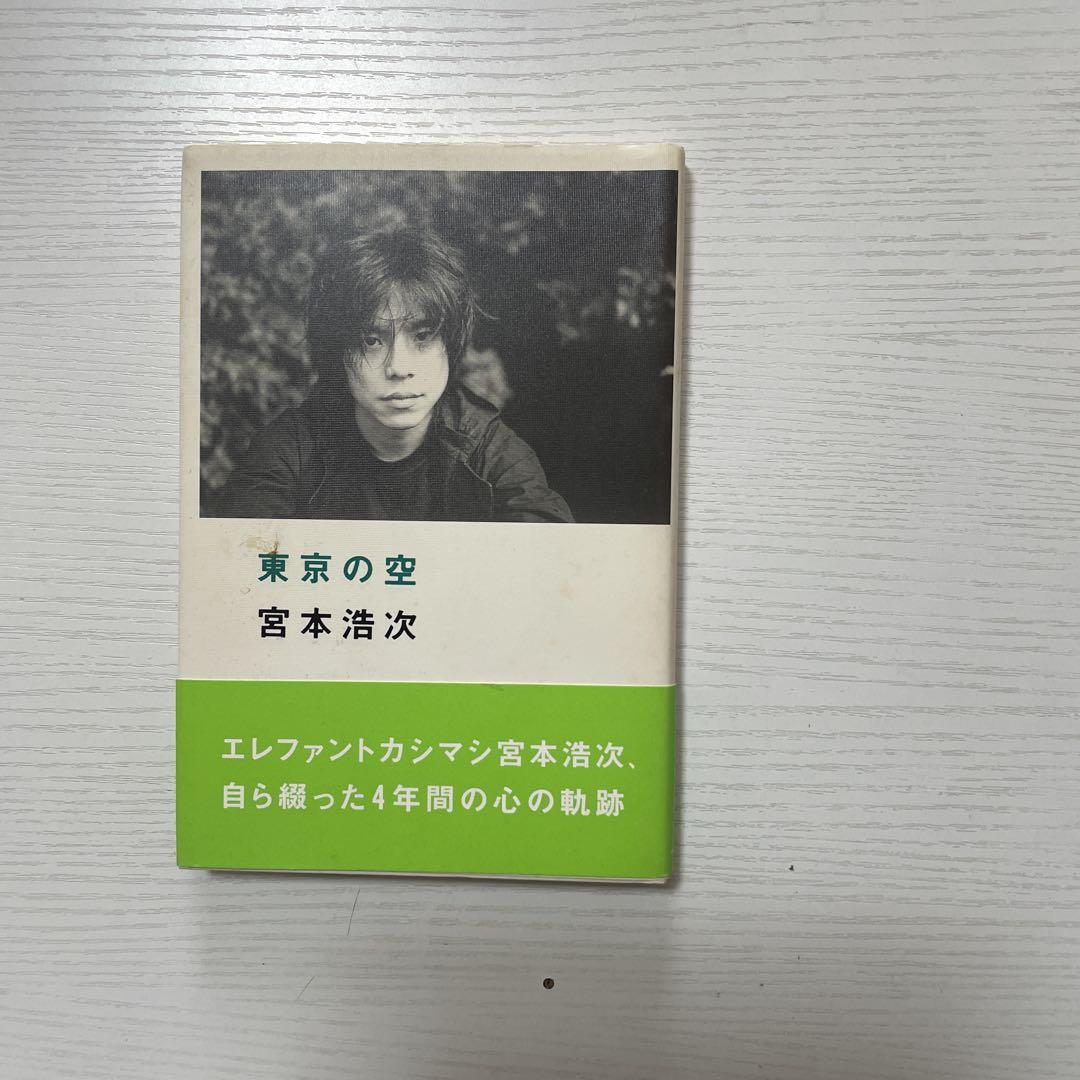 東京の空
宮本浩次
エレファントカシマシ宮本浩次、
自ら綴った4年間の心の軌跡